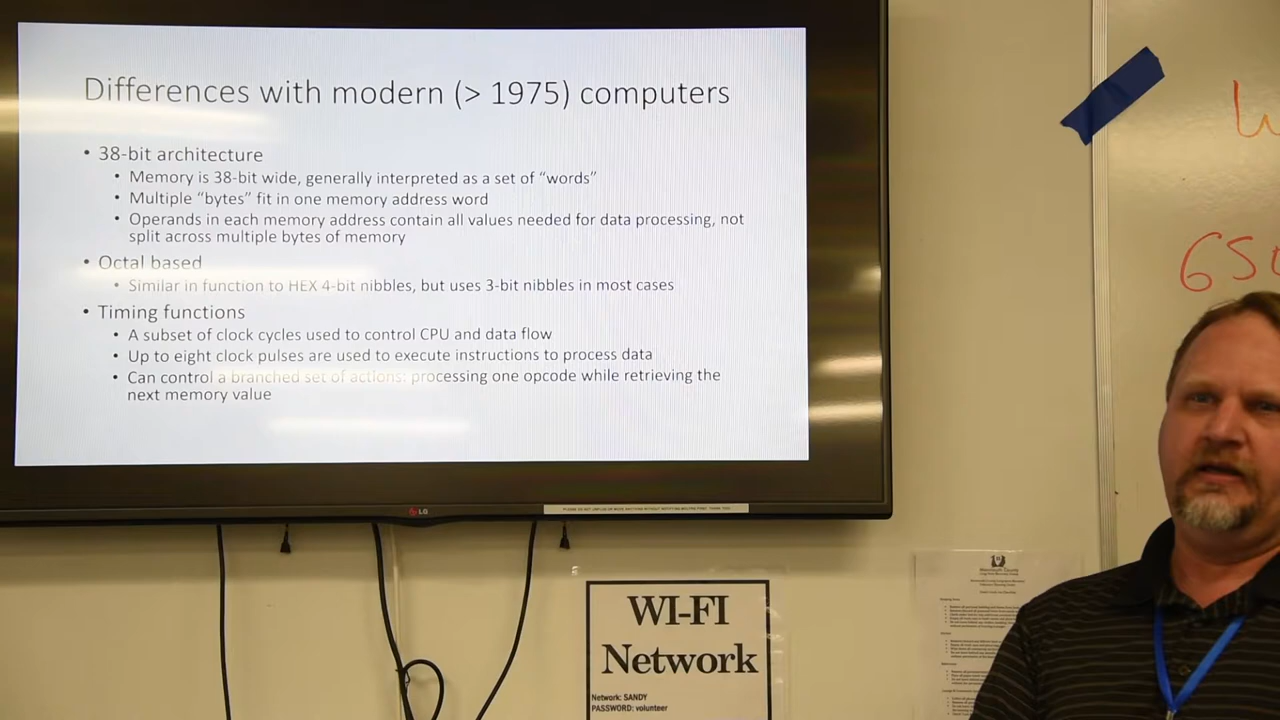 Differences with modern (> 1975) computers
• 38-bit architecture
• Memory is 38-bit wide, generally interpreted as a set of “words”
• Multiple “bytes” fit in one memory address word
• Operands in each memory address contain all values needed for data processing, not
split across multiple bytes of memory
• Octal based
• Similar in function to HEX 4-bit nibbles, but uses 3-bit nibbles in most cases
• Timing functions
• A subset of clock cycles used to control CPU and data flow
• Up to eight clock pulses are used to execute instructions to process data
• Can control a branched set of actions: processing one opcode while retrieving the
next memory value
LG
650
WI-FI
Network
Network: SANDY
PASSWORD: volunteer